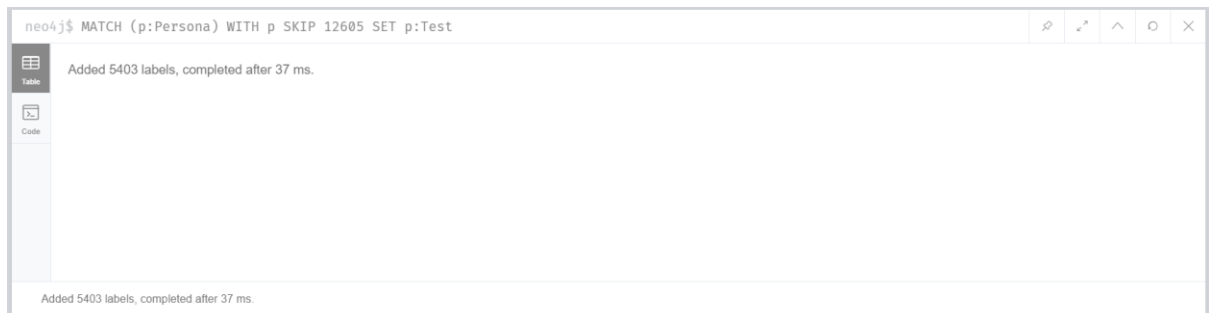 neo4j$ MATCH (p:Persona) WITH p SKIP 12605 SET p:Test
Table
Added 5403 labels, completed after 37 ms.
Code
Added 5403 labels, completed after 37 ms.